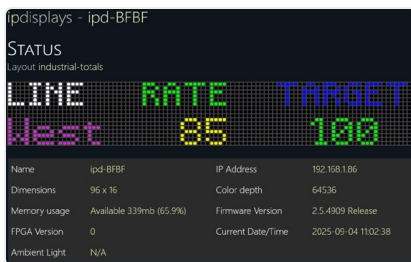 ipdisplays - ipd-BFBF
STATUS
Layout industrial-totals
LINE RATE TARGET
West 85 100
Name ipd-BFBF IP Address 192.168.1.86
Dimensions 96 x 16 Color depth 64536
Memory usage Available 339mb (65.9%) Firmware Version 2.5.4909 Release
FPGA Version 0 Current Date/Time 2025-09-04 11:02:38
Ambient Light N/A